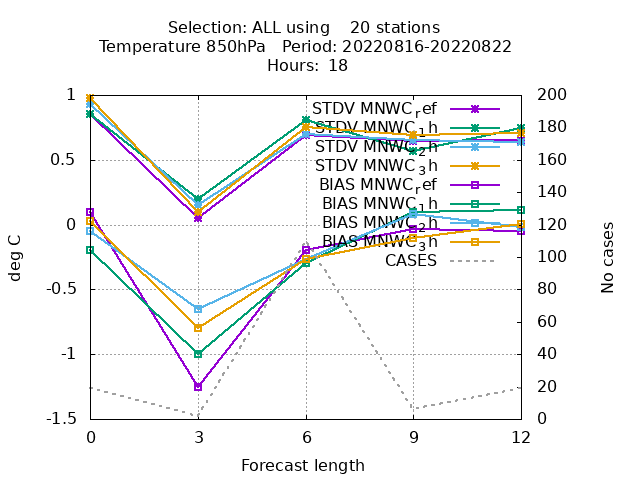 Selection: ALL using    20 stations
Temperature 850hPa   Period: 20220816-20220822
Hours: 18
deg C
1
0.5
0
-0.5
-1
-1.5
STDV MNWC_ref
STDV MNWC_1h
STDV MNWC_2h
STDV MNWC_3h
BIAS MNWC_ref
BIAS MNWC_1h
BIAS MNWC_2h
BIAS MNWC_3h
CASES
200
180
160
140
120
100
80
60
40
20
0
No cases
0 3 6 9 12
Forecast length